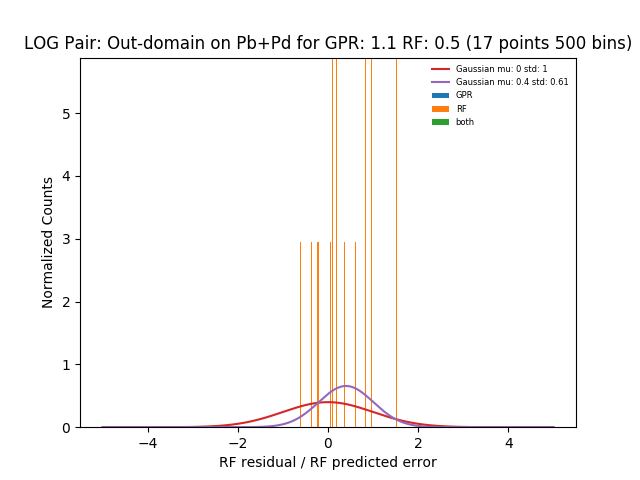 LOG Pair: Out-domain on Pb+Pd for GPR: 1.1 RF: 0.5 (17 points 500 bins)
Gaussian mu: 0 std: 1
Gaussian mu: 0.4 std: 0.61
GPR
RF
both
Normalized Counts
5
4
3
2
1
0
−4
−2
0
2
4
RF residual / RF predicted error